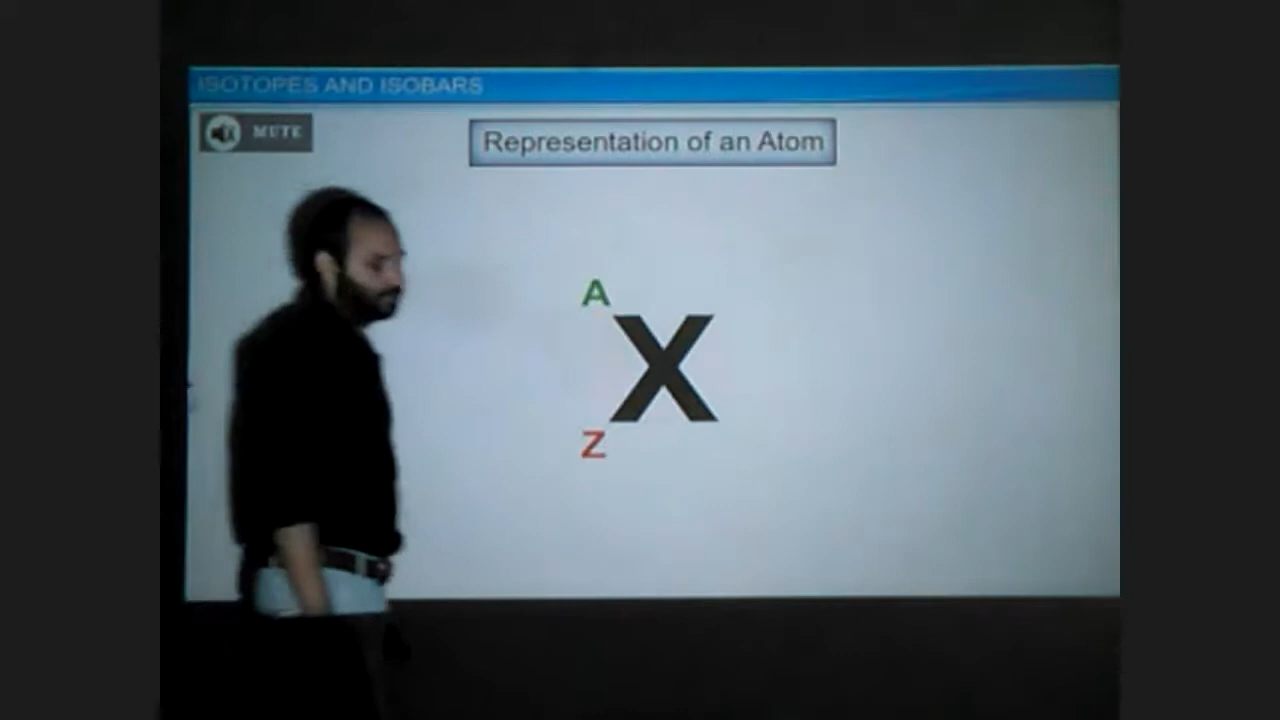 ISOTOPES AND ISOBARS
MUTE
Representation of an Atom
A
X
Z